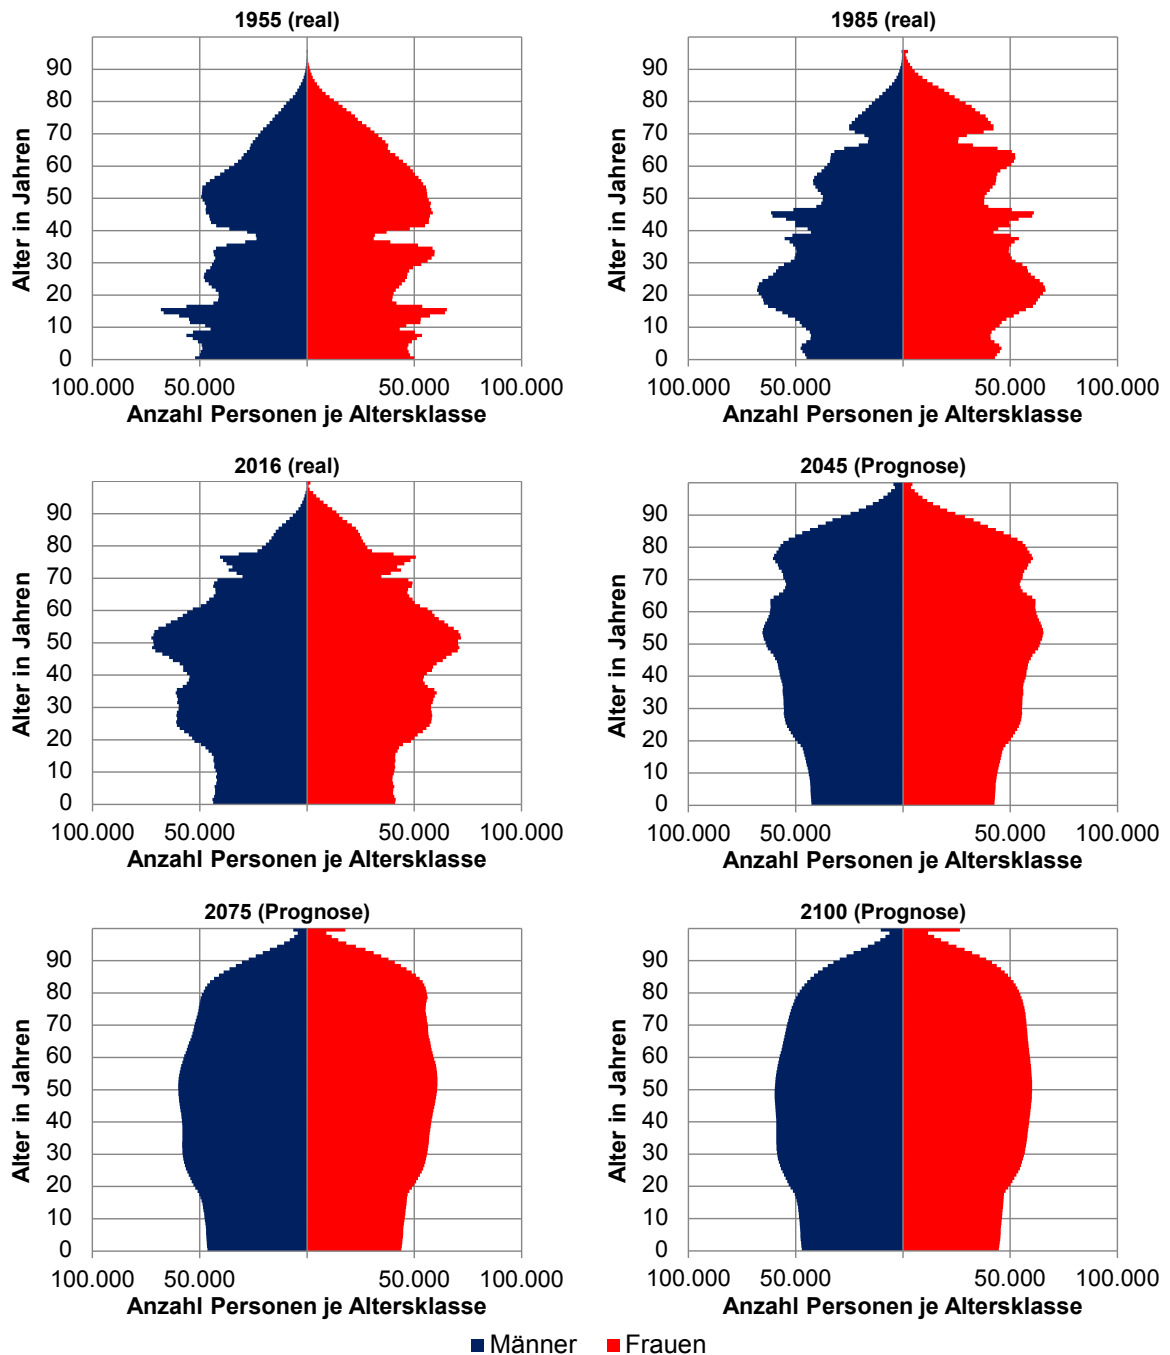 1955 (real)
1985 (real)
Alter in Jahren
90
80
70
60
50
40
30
20
10
0
100.000 50.000 50.000 100.000
Anzahl Personen je Altersklasse
Alter in Jahren
90
80
70
60
50
40
30
20
10
0
100.000 50.000 50.000 100.000
Anzahl Personen je Altersklasse
2016 (real)
2045 (Prognose)
Alter in Jahren
90
80
70
60
50
40
30
20
10
0
100.000 50.000 50.000 100.000
Anzahl Personen je Altersklasse
Alter in Jahren
90
80
70
60
50
40
30
20
10
0
100.000 50.000 50.000 100.000
Anzahl Personen je Altersklasse
2075 (Prognose)
2100 (Prognose)
Alter in Jahren
90
80
70
60
50
40
30
20
10
0
100.000 50.000 50.000 100.000
Anzahl Personen je Altersklasse
Alter in Jahren
90
80
70
60
50
40
30
20
10
0
100.000 50.000 50.000 100.000
Anzahl Personen je Altersklasse
Männer Frauen